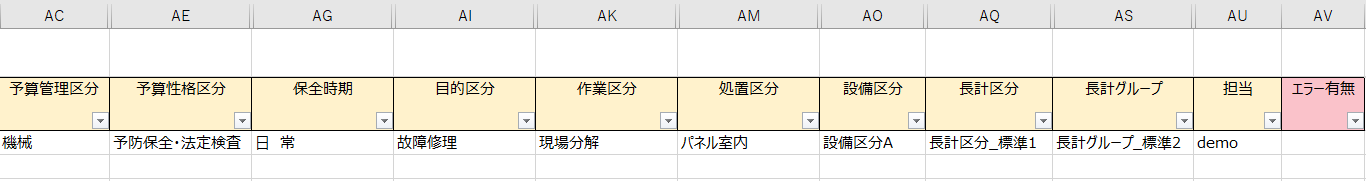 AC AE AG AI AK AM AO AQ AS AU AV
予算管理区分 予算性格区分 保全時期 目的区分 作業区分 処置区分 設備区分 長計区分 長計グループ 担当 エラー有無
機械 予防保全・法定検査 日　常 故障修理 現場分解 パネル室内 設備区分A 長計区分_標準1 長計グループ_標準2 demo